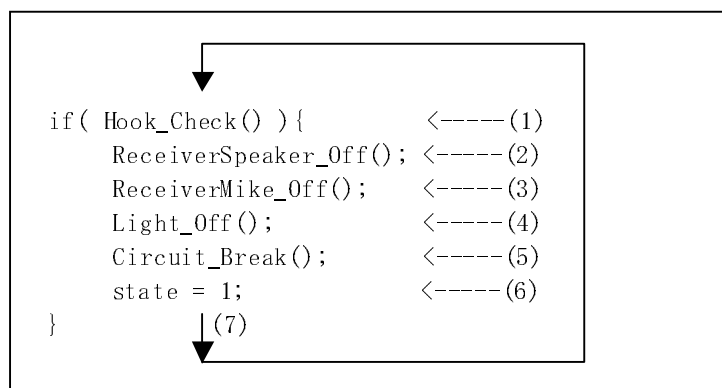 if( Hook_Check() ){ <-----(1)
ReceiverSpeaker_Off(); <-----(2)
ReceiverMike_Off(); <-----(3)
Light_Off(); <-----(4)
Circuit_Break(); <-----(5)
state = 1; <-----(6)
} (7)